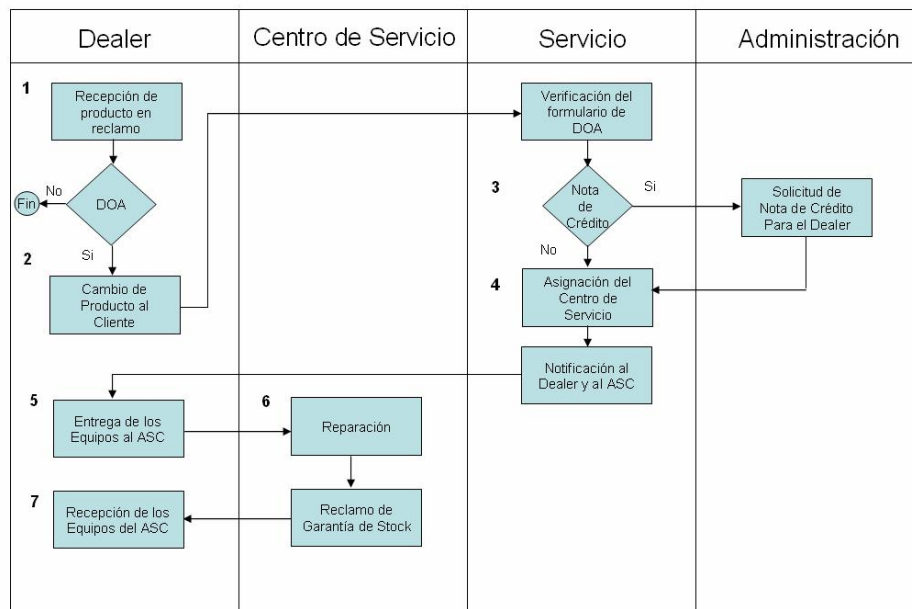 Dealer
Centro de Servicio
Servicio
Administración
1
Recepción de
producto en
reclamo
Verificación del
formulario de
DOA
No
Fin
DOA
3
Nota
de
Crédito
Si
Solicitud de
Nota de Crédito
Para el Dealer
Si
No
2
Cambio de
Producto al
Cliente
4
Asignación del
Centro de
Servicio
Notificación al
Dealer y al ASC
5
Entrega de los
Equipos al ASC
6
Reparación
7
Recepción de los
Equipos del ASC
Reclamo de
Garantía de Stock